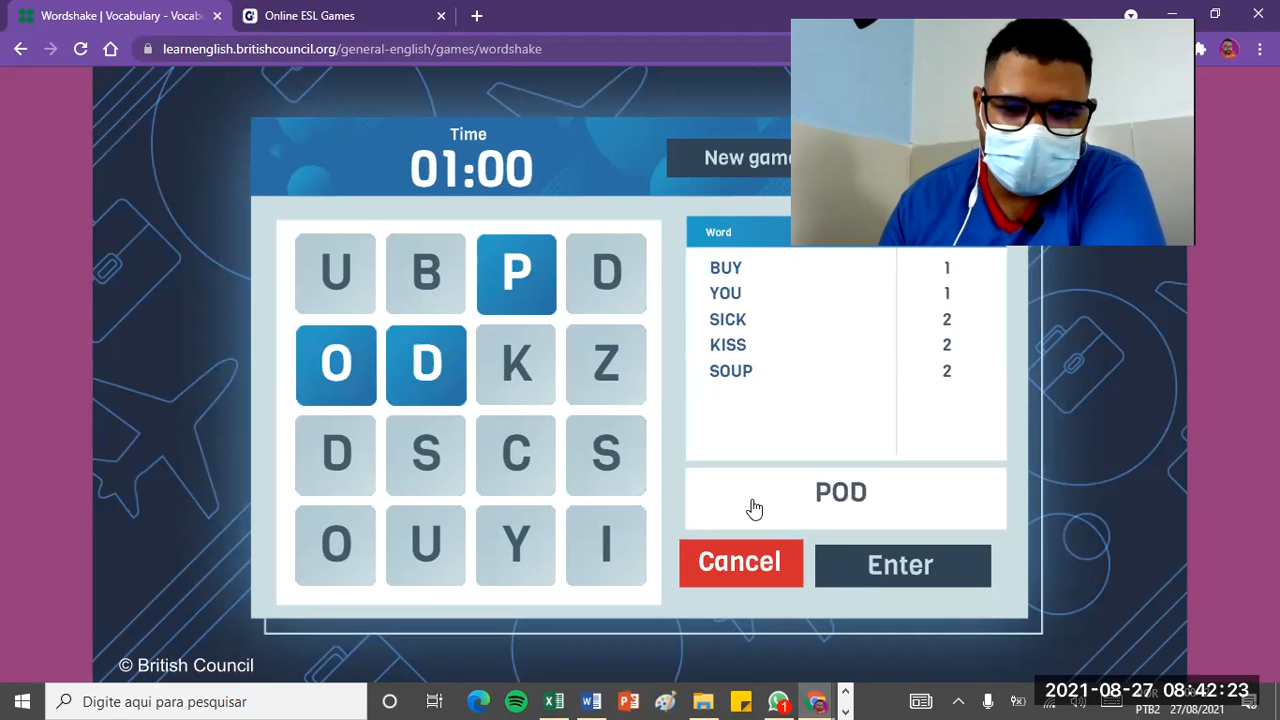 Wordshake | Vocabulary - Vocab
Online ESL Games
learnenglish.britishcouncil.org/general-english/games/wordshake
Time
01:00
New gam
Word
U B P D
O D K Z
D S C S
O U Y I
BUY 1
YOU 1
SICK 2
KISS 2
SOUP 2
POD
Cancel
Enter
© British Council
Digite aqui para pesquisar
1
2021-08-27 08:42:23
PTB2
27/08/2021